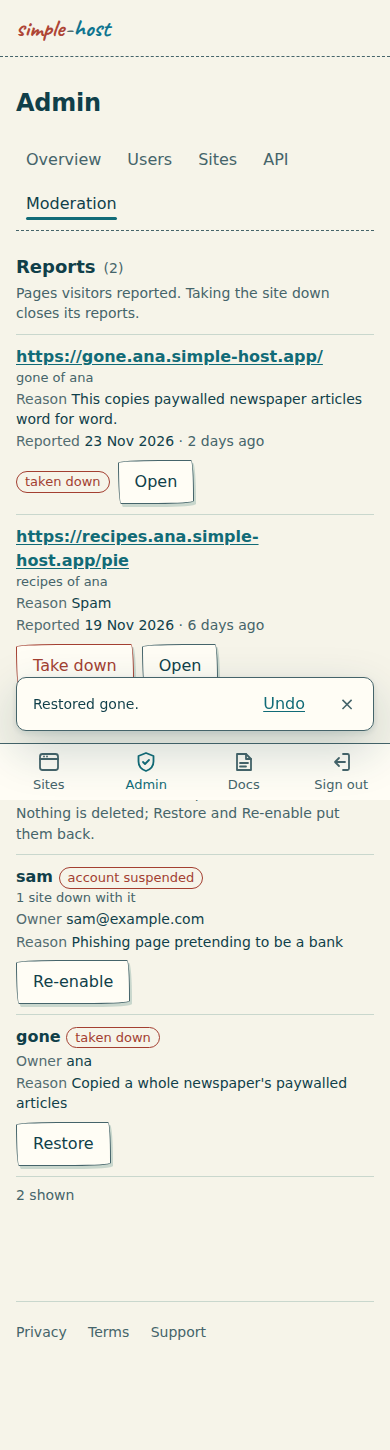 simple-host
Admin
Overview Users Sites API
Moderation
Reports (2)
Pages visitors reported. Taking the site down
closes its reports.
https://gone.ana.simple-host.app/
gone of ana
Reason This copies paywalled newspaper articles
word for word.
Reported 23 Nov 2026 · 2 days ago
taken down Open
https://recipes.ana.simple-
host.app/pie
recipes of ana
Reason Spam
Reported 19 Nov 2026 · 6 days ago
Take down Open
Restored gone. Undo ×
Sites Admin Docs Sign out
Nothing is deleted; Restore and Re-enable put
them back.
sam account suspended
1 site down with it
Owner sam@example.com
Reason Phishing page pretending to be a bank
Re-enable
gone taken down
Owner ana
Reason Copied a whole newspaper's paywalled
articles
Restore
2 shown
Privacy Terms Support